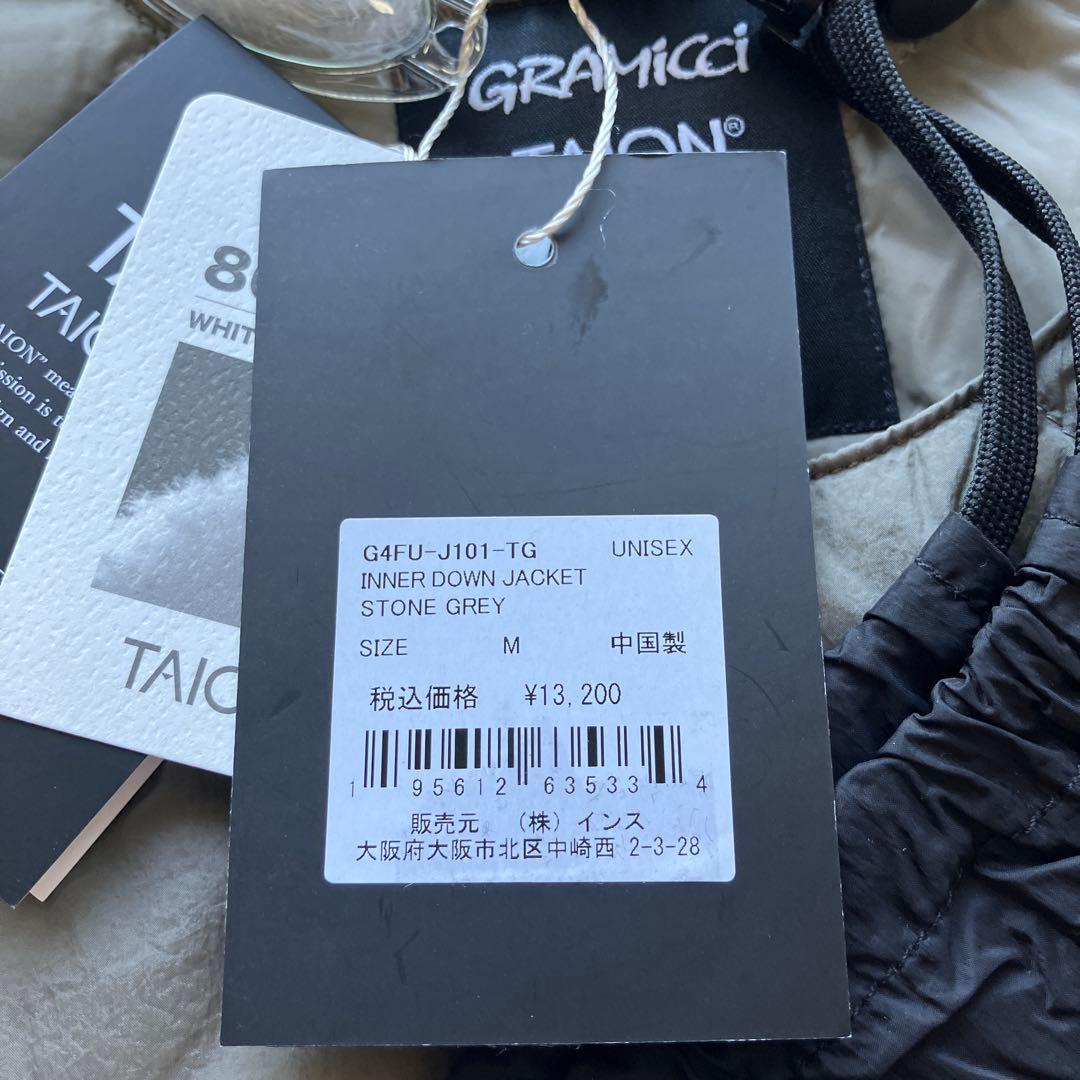 GRAMiCCi
TAION®
TAION
"TAION"
80
WHIT
TAION
G4FU-J101-TG UNISEX
INNER DOWN JACKET
STONE GREY
SIZE M 中国製
税込価格 ¥13,200
1 95612 63533 4
販売元 (株)インス
大阪府大阪市北区中崎西 2-3-28